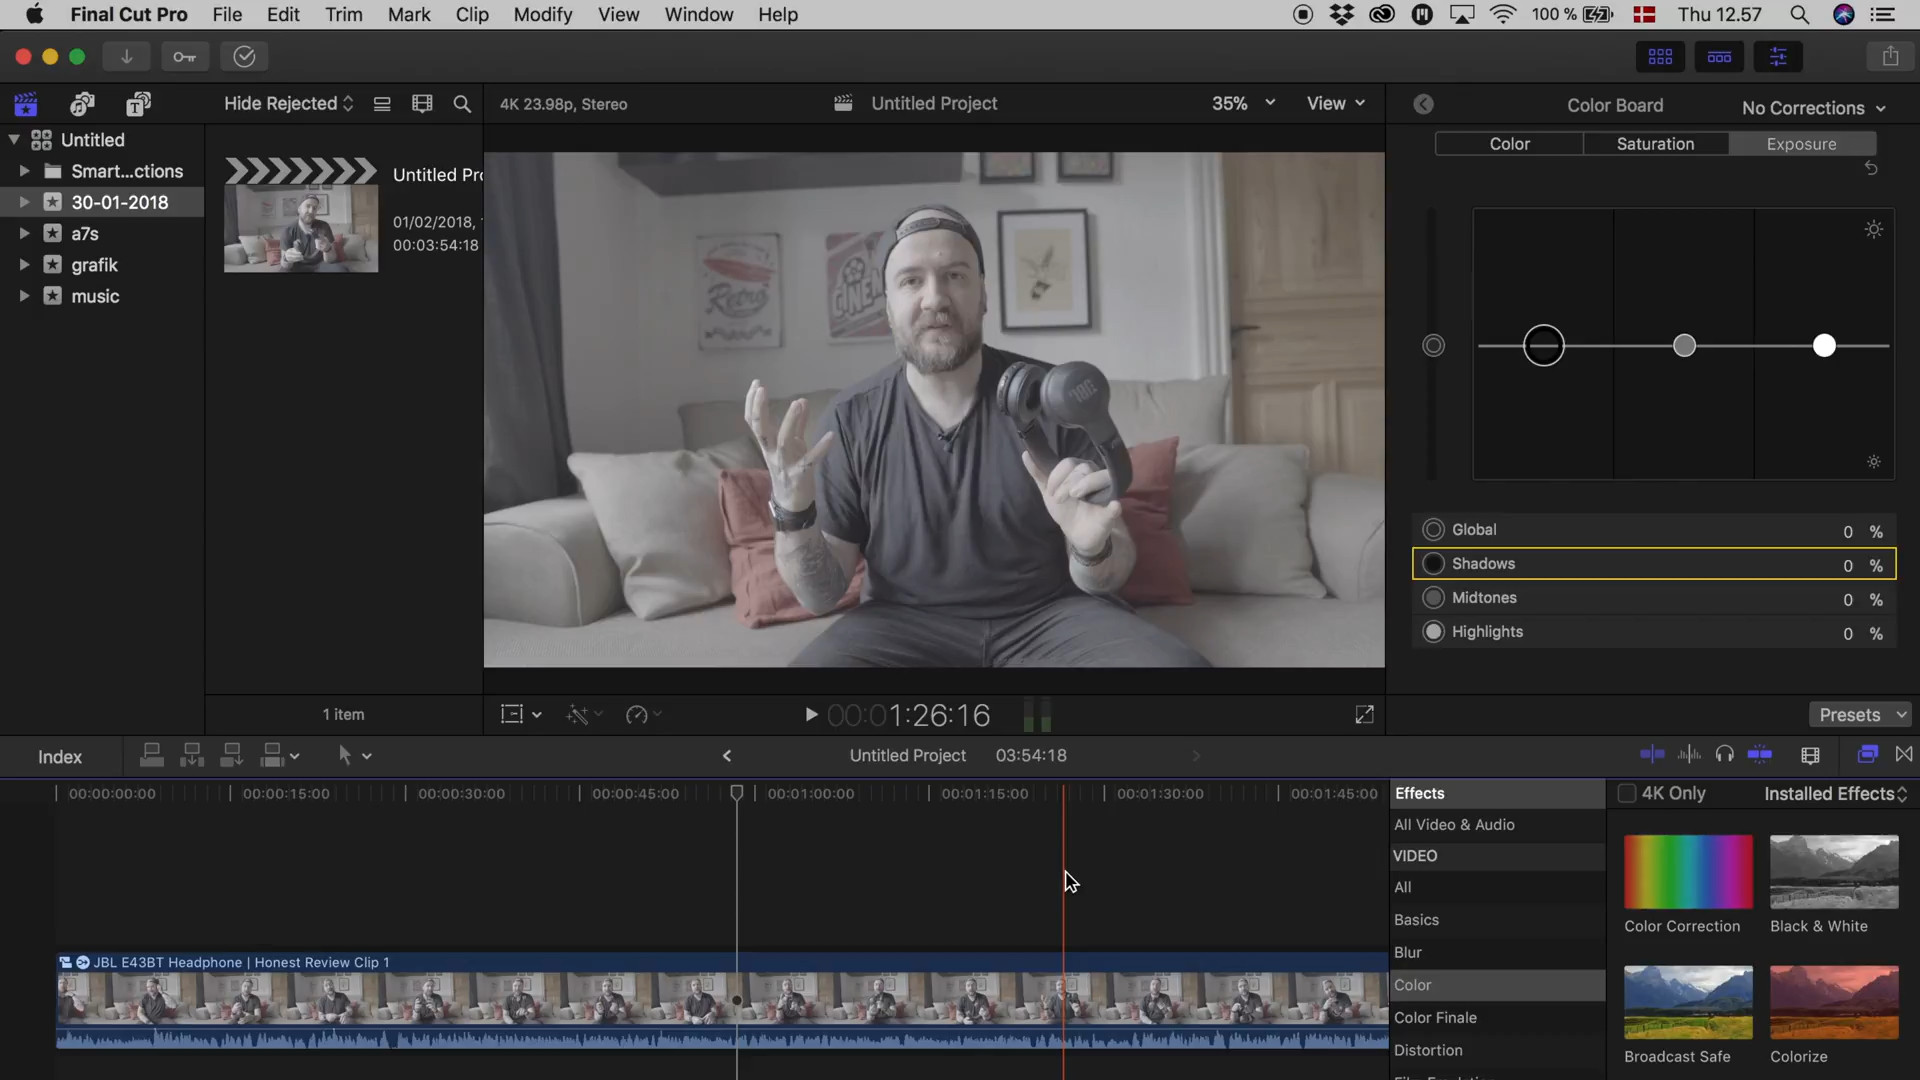 Final Cut Pro File Edit Trim Mark Clip Modify View Window Help 100 % Thu 12.57
Hide Rejected
4K 23.98p, Stereo
Untitled Project
35%
View
Color Board
No Corrections
Untitled
Smart...ctions
30-01-2018
a7s
grafik
music
Untitled Pro
01/02/2018,
00:03:54:18
1 item
Retro
CINEM
JBL
Color Saturation Exposure
Global 0 %
Shadows 0 %
Midtones 0 %
Highlights 0 %
00:01:26:16
Presets
Index
Untitled Project 03:54:18
00:00:00:00 00:00:15:00 00:00:30:00 00:00:45:00 00:01:00:00 00:01:15:00 00:01:30:00 00:01:45:00
JBL E43BT Headphone | Honest Review Clip 1
Effects
All Video & Audio
VIDEO
All
Basics
Blur
Color
Color Finale
Distortion
4K Only
Installed Effects
Color Correction
Black & White
Broadcast Safe
Colorize